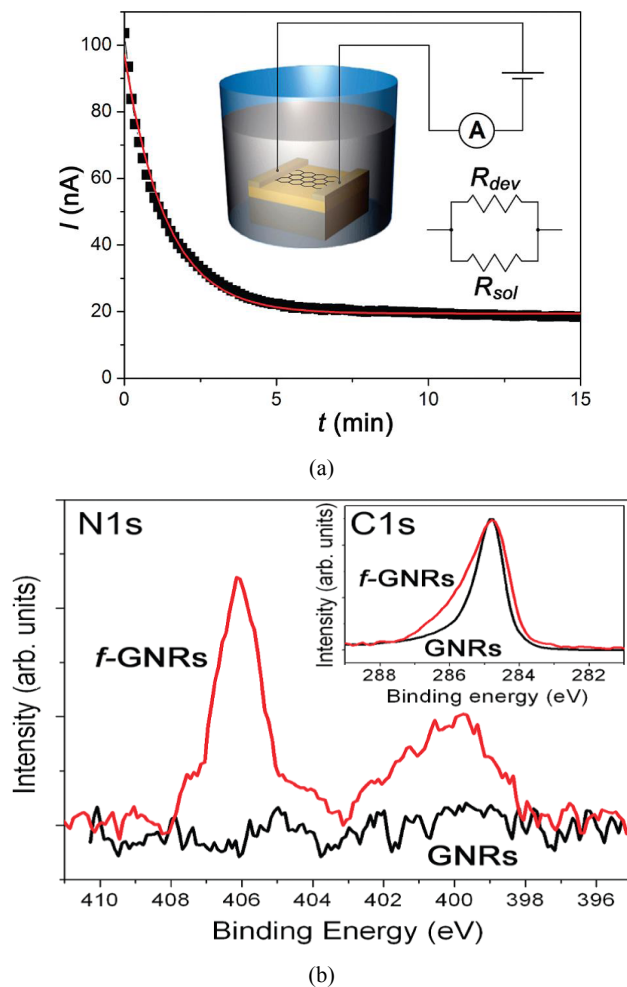 100
80
60
40
20
0
I (nA)
0
5
10
15
t (min)
A
Rdev
Rsol
(a)
N1s
f-GNRs
GNRs
Intensity (arb. units)
410
408
406
404
402
400
398
396
Binding Energy (eV)
C1s
f-GNRs
GNRs
Intensity (arb. units)
288
286
284
282
Binding energy (eV)
(b)